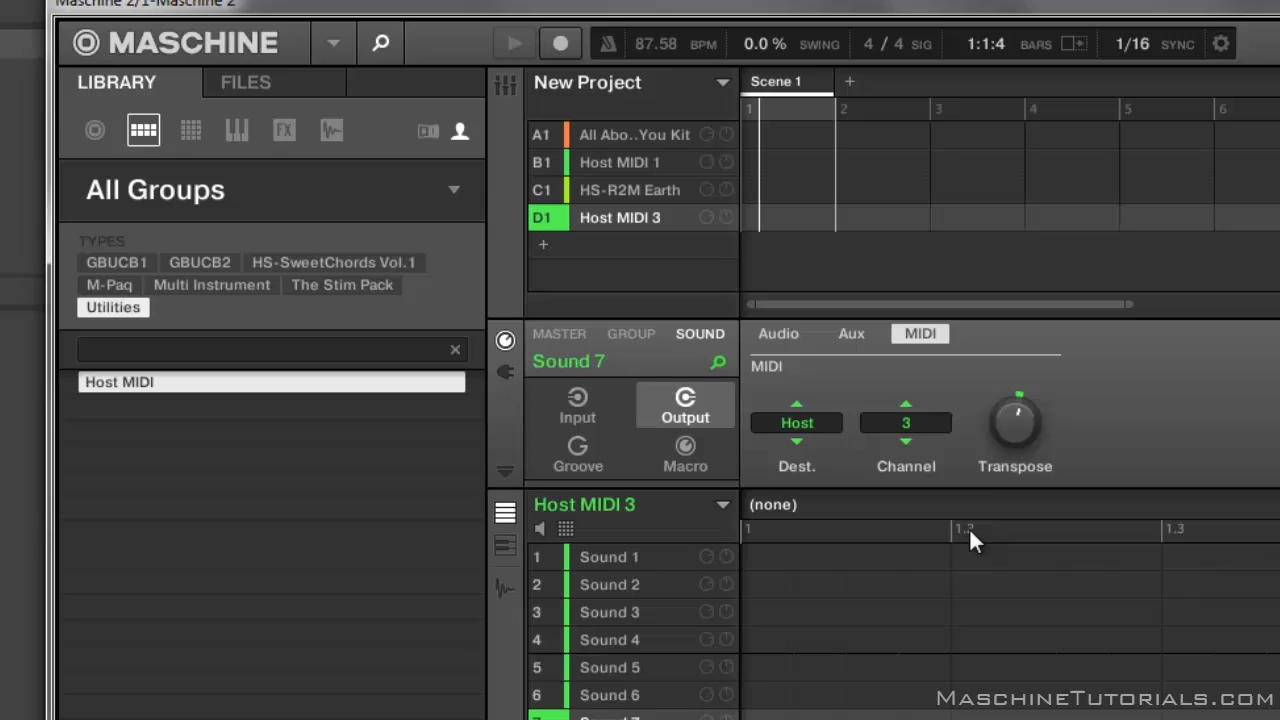 Maschine 2/1-Maschine 2
MASCHINE
87.58 BPM 0.0 % SWING 4 / 4 SIG 1:1:4 BARS 1/16 SYNC
LIBRARY FILES
FX
All Groups
TYPES
GBUCB1 GBUCB2 HS-SweetChords Vol.1
M-Paq Multi Instrument The Stim Pack
Utilities
Host MIDI
New Project
A1 All Abo..You Kit
B1 Host MIDI 1
C1 HS-R2M Earth
D1 Host MIDI 3
+
Scene 1 +
1 2 3 4 5 6
MASTER GROUP SOUND
Sound 7
Input Output
Groove Macro
Audio Aux MIDI
MIDI
Host 3
Dest. Channel Transpose
Host MIDI 3
(none)
1 1.2 1.3
1 Sound 1
2 Sound 2
3 Sound 3
4 Sound 4
5 Sound 5
6 Sound 6
7 Sound 7
MaschineTutorials.com